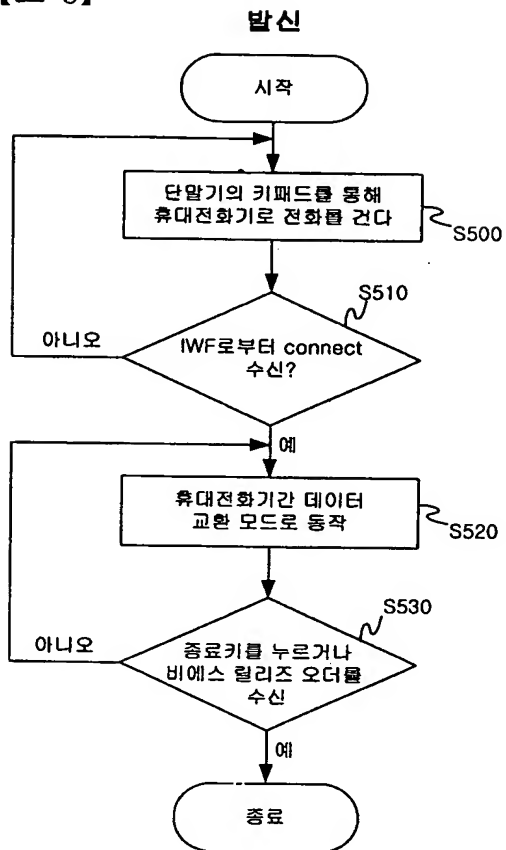 발신
시작
단말기의 키패드를 통해
휴대전화기로 전화를 건다
S500
S510
IWF로부터 connect
수신?
아니오
예
휴대전화기간 데이터
교환 모드로 동작
S520
S530
종료키를 누르거나
비에스 릴리즈 오더를
수신
아니오
예
종료